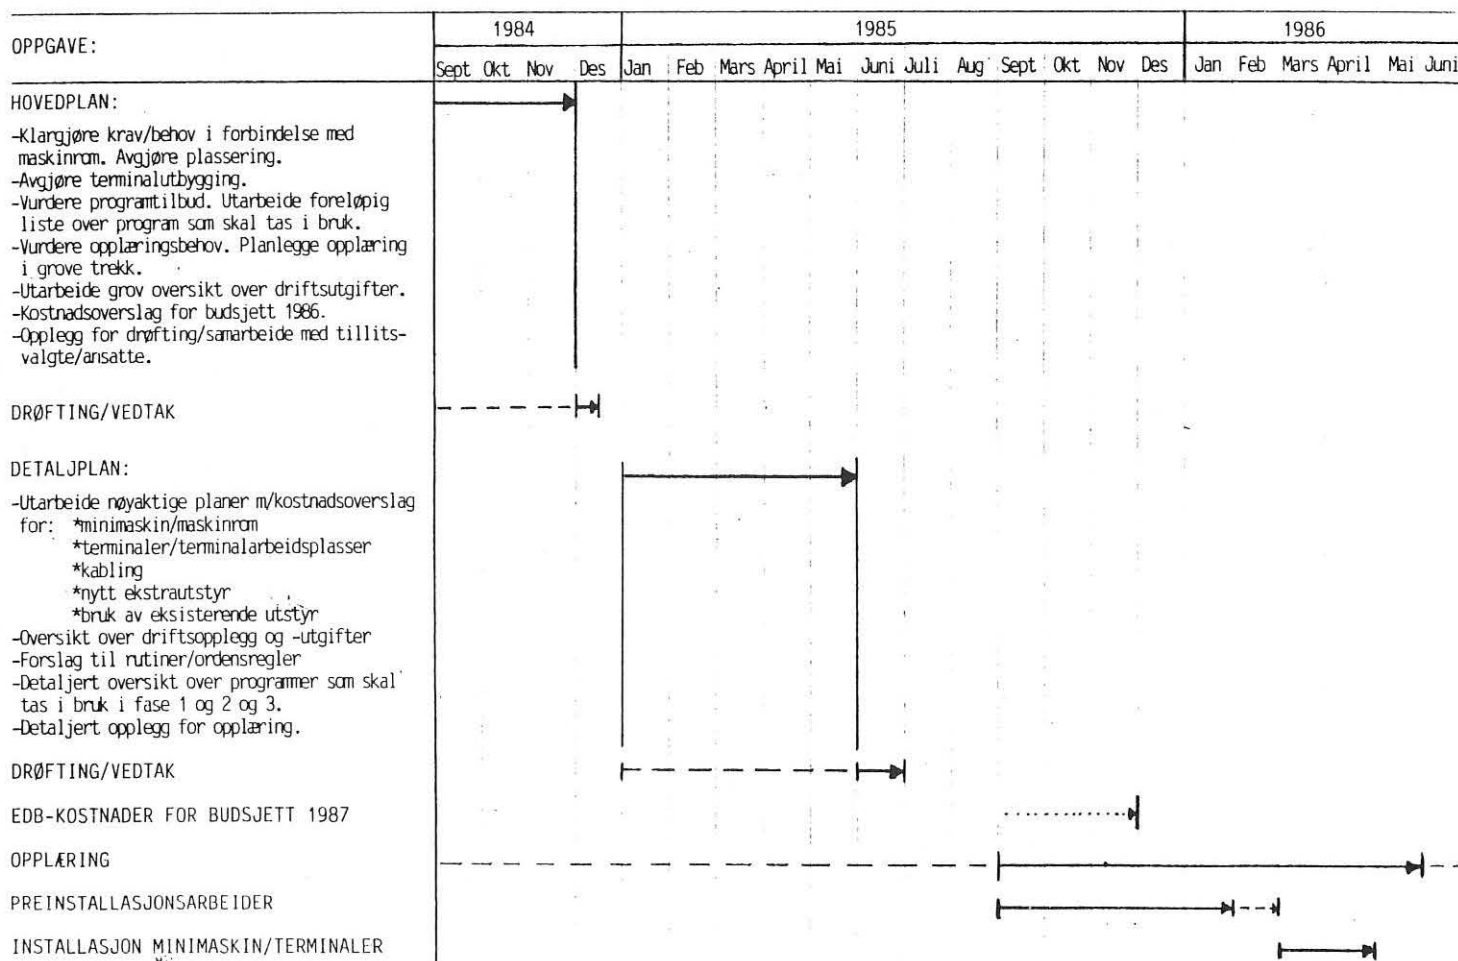 OPPGAVE:
1984 1985 1986
Sept Okt Nov Des Jan Feb Mars April Mai Juni Juli Aug Sept Okt Nov Des Jan Feb Mars April Mai Juni
HOVEDPLAN:
-Klargjøre krav/behov i forbindelse med
maskinrom. Avgjøre plassering.
-Avgjøre terminalutbygging.
-Vurdere programtilbud. Utarbeide foreløpig
liste over program som skal tas i bruk.
-Vurdere opplæringsbehov. Planlegge opplæring
i grove trekk.
-Utarbeide grov oversikt over driftsutgifter.
-Kostnadsoverslag for budsjett 1986.
-Opplegg for drøfting/samarbeide med tillits-
valgte/ansatte.
DRØFTING/VEDTAK
DETALJPLAN:
-Utarbeide nøyaktige planer m/kostnadsoverslag
for: *minimaskin/maskinrom
*terminaler/terminalarbeidsplasser
*kabling
*nytt ekstrautstyr
*bruk av eksisterende utstyr
-Oversikt over driftsopplegg og -utgifter
-Forslag til rutiner/ordensregler
-Detaljert oversikt over programmer som skal
tas i bruk i fase 1 og 2 og 3.
-Detaljert opplegg for opplæring.
DRØFTING/VEDTAK
EDB-KOSTNADER FOR BUDSJETT 1987
OPPLÆRING
PREINSTALLASJONSARBEIDER
INSTALLASJON MINIMASKIN/TERMINALER